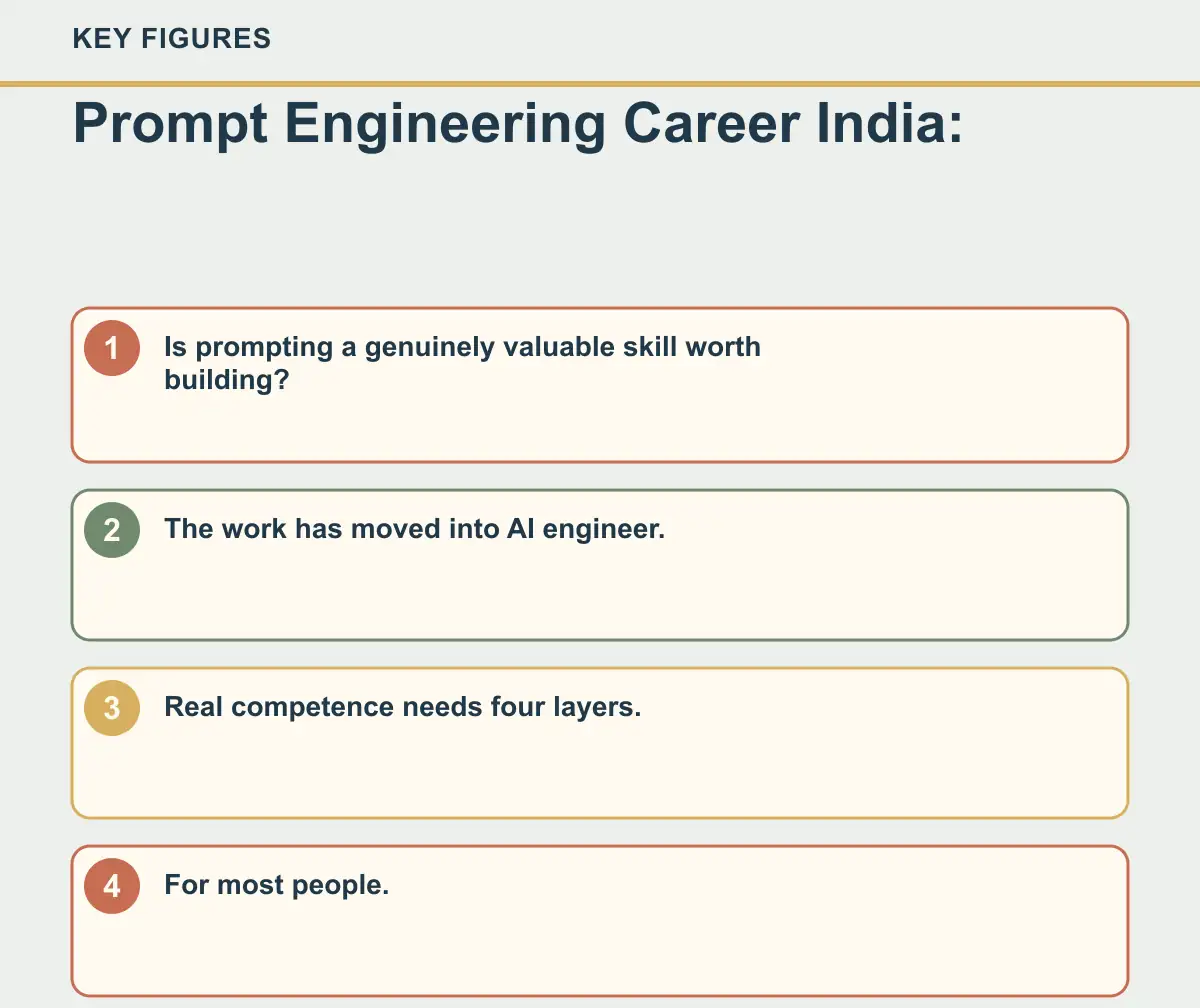 KEY FIGURES
Prompt Engineering Career India:
1
Is prompting a genuinely valuable skill worth
building?
2
The work has moved into AI engineer.
3
Real competence needs four layers.
4
For most people.